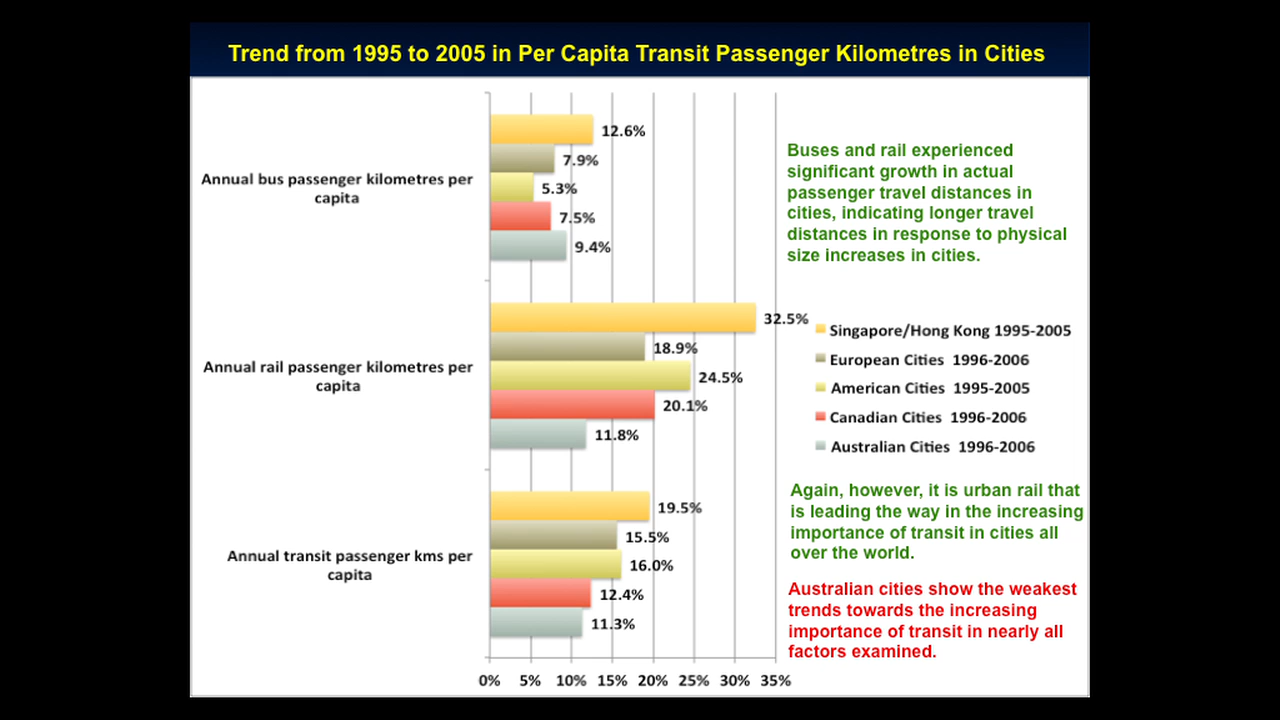 Trend from 1995 to 2005 in Per Capita Transit Passenger Kilometres in Cities
Annual bus passenger kilometres per
capita
12.6%
7.9%
5.3%
7.5%
9.4%
Buses and rail experienced
significant growth in actual
passenger travel distances in
cities, indicating longer travel
distances in response to physical
size increases in cities.
Annual rail passenger kilometres per
capita
32.5%
18.9%
24.5%
20.1%
11.8%
Singapore/Hong Kong 1995-2005
European Cities 1996-2006
American Cities 1995-2005
Canadian Cities 1996-2006
Australian Cities 1996-2006
Annual transit passenger kms per
capita
19.5%
15.5%
16.0%
12.4%
11.3%
Again, however, it is urban rail that
is leading the way in the increasing
importance of transit in cities all
over the world.
Australian cities show the weakest
trends towards the increasing
importance of transit in nearly all
factors examined.
0% 5% 10% 15% 20% 25% 30% 35%